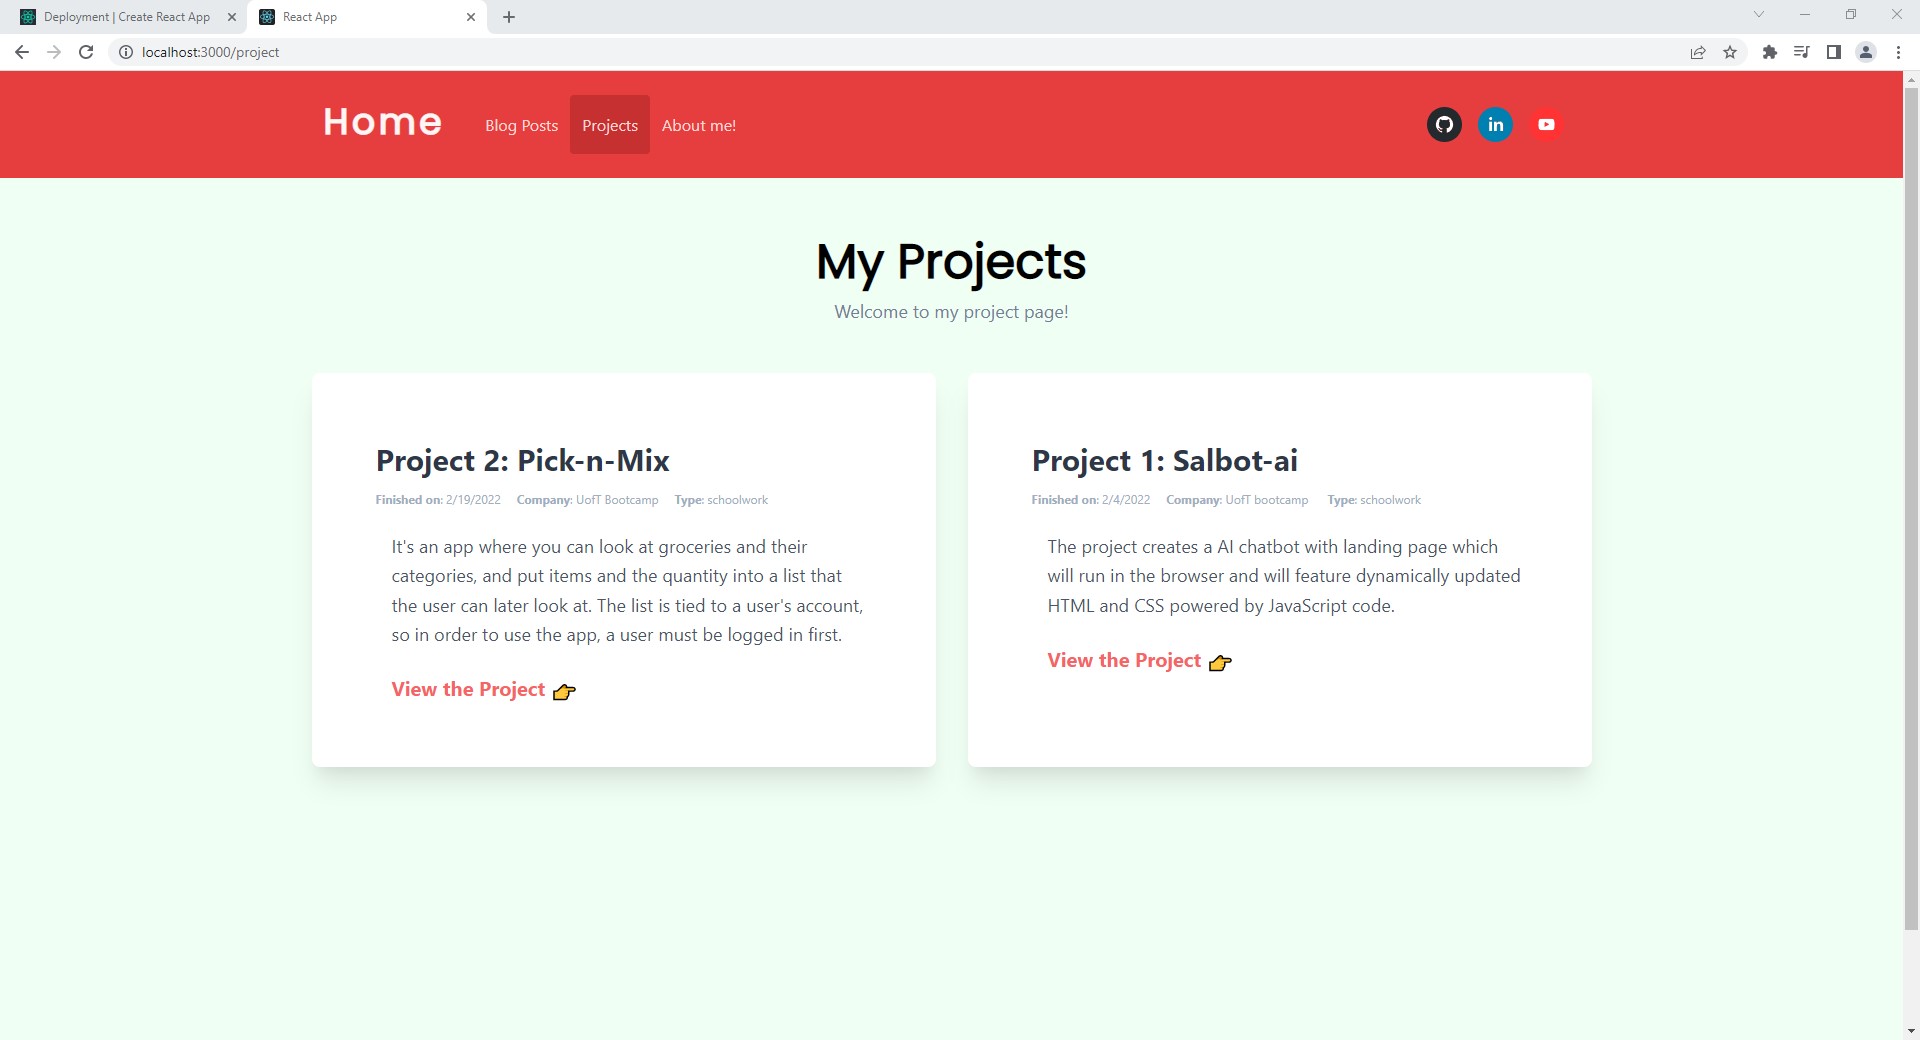 Deployment | Create React App
React App
localhost:3000/project
Home
Blog Posts
Projects
About me!
in
My Projects
Welcome to my project page!
Project 2: Pick-n-Mix
Finished on: 2/19/2022 Company: UofT Bootcamp Type: schoolwork
It's an app where you can look at groceries and their
categories, and put items and the quantity into a list that
the user can later look at. The list is tied to a user's account,
so in order to use the app, a user must be logged in first.
View the Project 👉
Project 1: Salbot-ai
Finished on: 2/4/2022 Company: UofT bootcamp Type: schoolwork
The project creates a AI chatbot with landing page which
will run in the browser and will feature dynamically updated
HTML and CSS powered by JavaScript code.
View the Project 👉